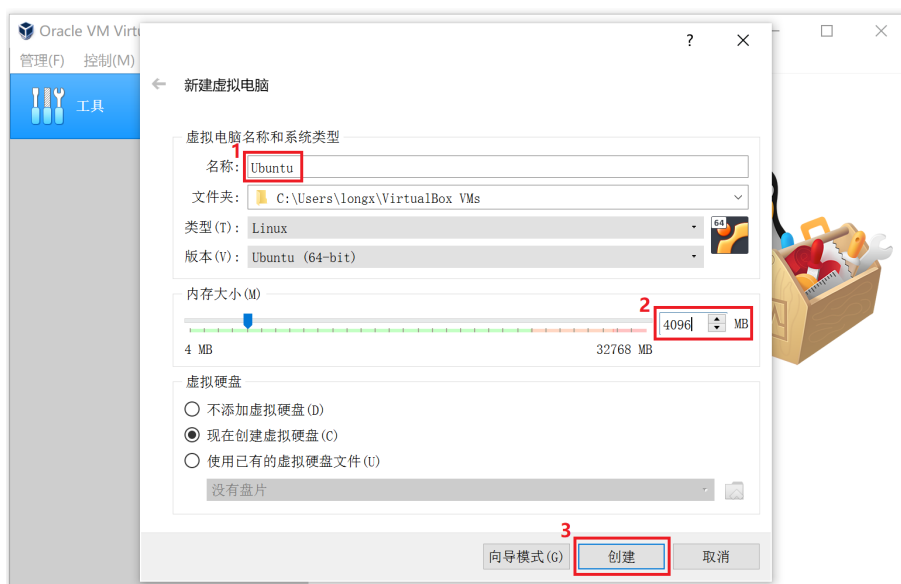 Oracle VM Virtu
管理(F) 控制(M)
工具
?
新建虚拟电脑
虚拟电脑名称和系统类型
1
名称: Ubuntu
文件夹: C:\Users\longx\VirtualBox VMs
类型(T): Linux
64
版本(V): Ubuntu (64-bit)
内存大小(M)
2
4096 MB
4 MB 32768 MB
虚拟硬盘
不添加虚拟硬盘(D)
现在创建虚拟硬盘(C)
使用已有的虚拟硬盘文件(U)
没有盘片
3
向导模式(G) 创建 取消